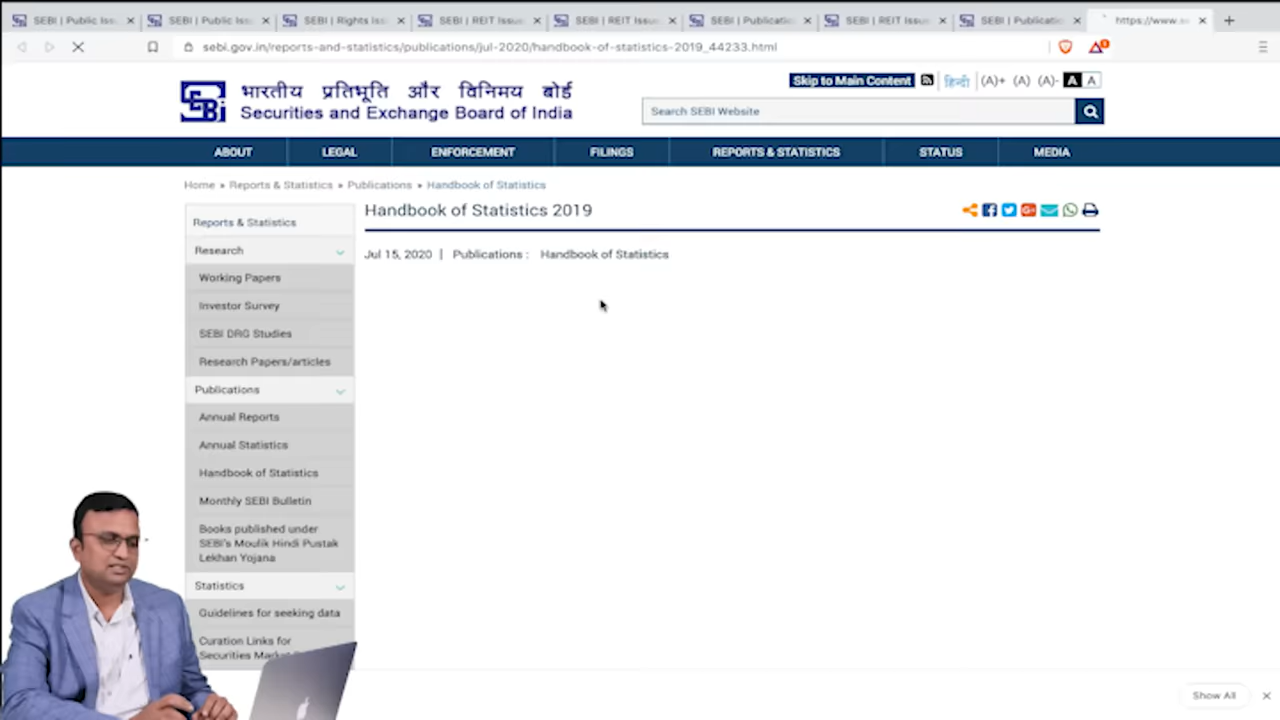 SEBI | Public Iss
SEBI | Public Iss
SEBI | Rights Iss
SEBI | REIT Issue
SEBI | REIT Issue
SEBI | Publicatio
SEBI | REIT Issue
SEBI | Publicatio
https://www.se
sebi.gov.in/reports-and-statistics/publications/jul-2020/handbook-of-statistics-2019_44233.html
Skip to Main Content हिन्दी (A)+ (A) (A)- A A
भारतीय प्रतिभूति और विनिमय बोर्ड
Securities and Exchange Board of India
Search SEBI Website
ABOUT LEGAL ENFORCEMENT FILINGS REPORTS & STATISTICS STATUS MEDIA
Home » Reports & Statistics » Publications » Handbook of Statistics
Handbook of Statistics 2019
Jul 15, 2020 | Publications : Handbook of Statistics
Reports & Statistics
Research
Working Papers
Investor Survey
SEBI DRG Studies
Research Papers/articles
Publications
Annual Reports
Annual Statistics
Handbook of Statistics
Monthly SEBI Bulletin
Books published under
SEBI's Moulik Hindi Pustak
Lekhan Yojana
Statistics
Guidelines for seeking data
Curation Links for
Securities Market
Show All